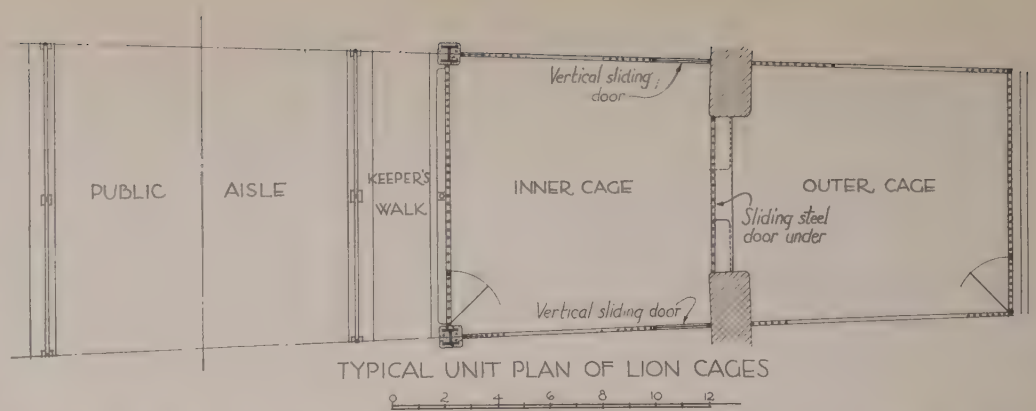 Vertical sliding
door
PUBLIC AISLE
KEEPER'S
WALK
INNER CAGE
OUTER CAGE
Sliding steel
door under
Vertical sliding door
TYPICAL UNIT PLAN OF LION CAGES
0 2 4 6 8 10 12